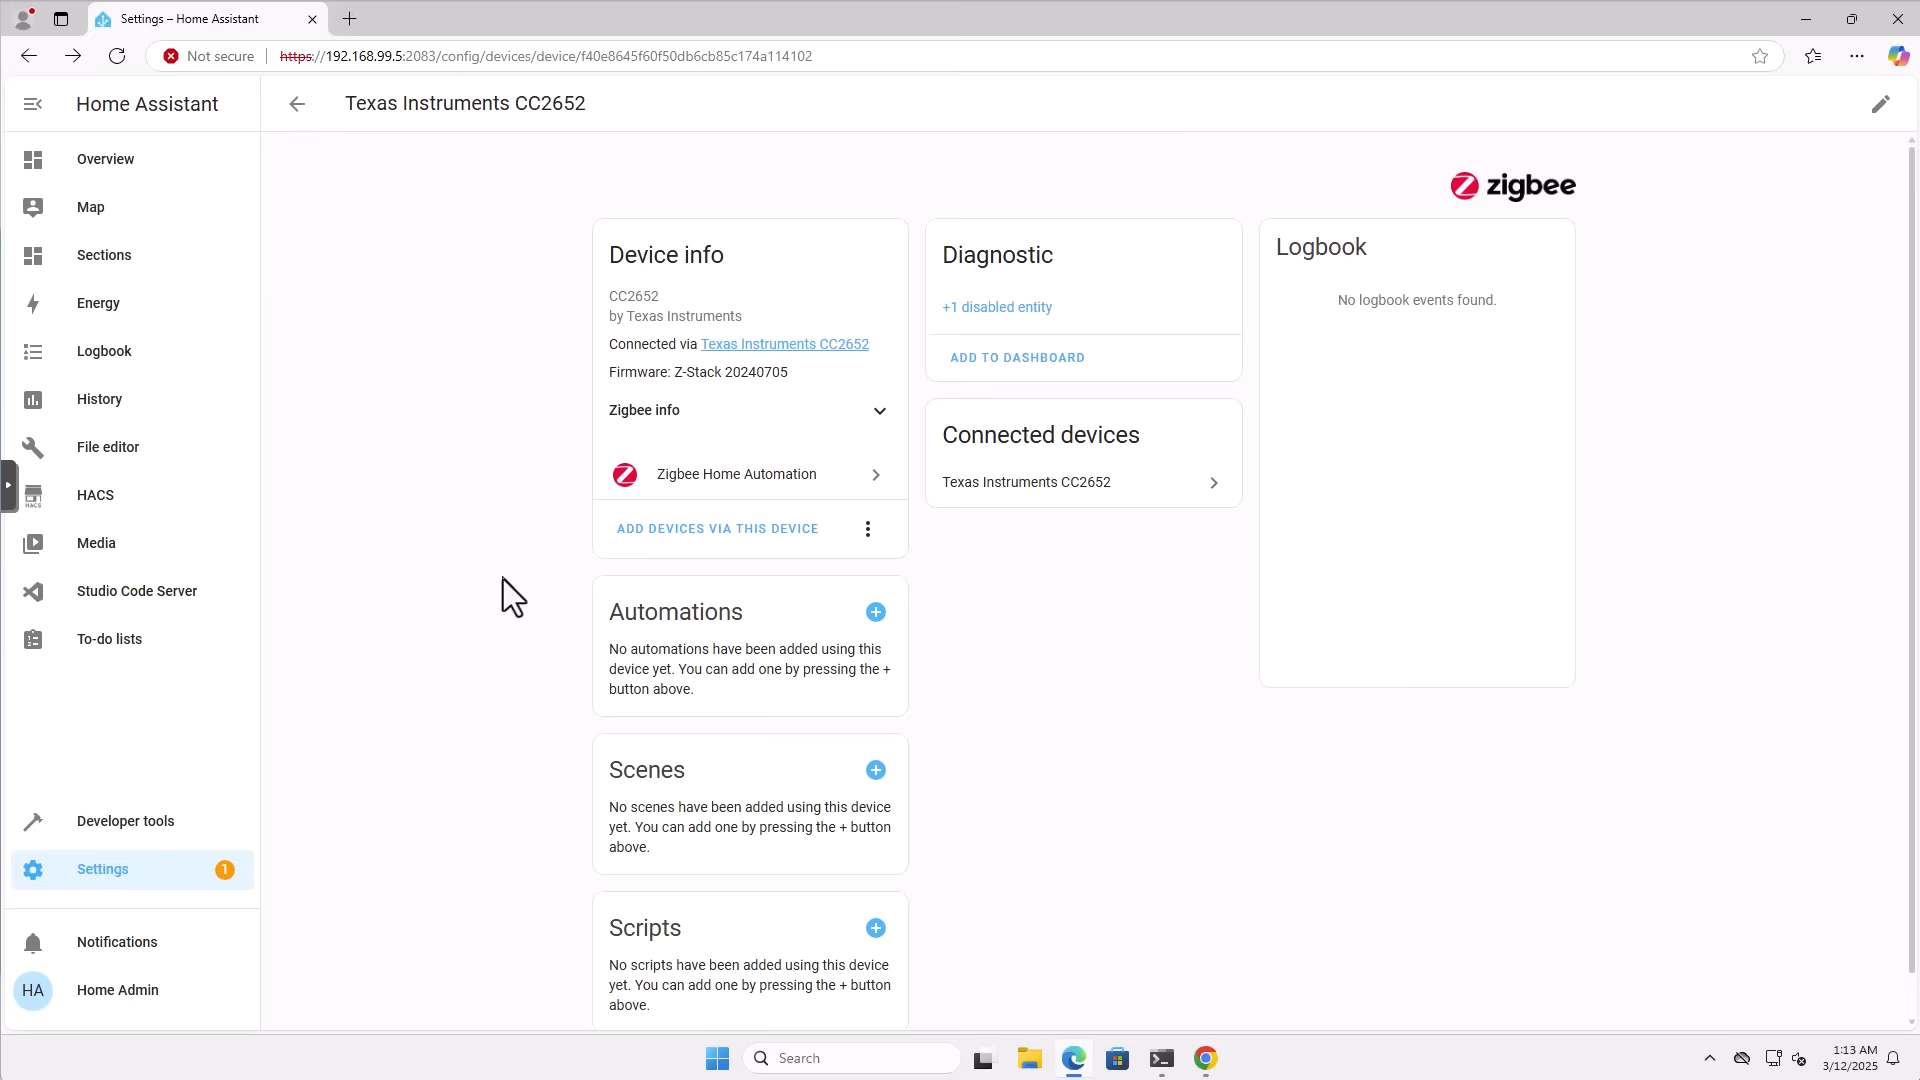 Settings – Home Assistant
Not secure
https://192.168.99.5:2083/config/devices/device/f40e8645f60f50db6cb85c174a114102
Home Assistant
Texas Instruments CC2652
Overview
Map
Sections
Energy
Logbook
History
File editor
HACS
HACS
Media
Studio Code Server
To-do lists
Developer tools
Settings
1
Notifications
HA
Home Admin
zigbee
Device info
CC2652
by Texas Instruments
Connected via Texas Instruments CC2652
Firmware: Z-Stack 20240705
Zigbee info
Zigbee Home Automation
ADD DEVICES VIA THIS DEVICE
Automations
No automations have been added using this
device yet. You can add one by pressing the +
button above.
Scenes
No scenes have been added using this device
yet. You can add one by pressing the + button
above.
Scripts
No scripts have been added using this device
yet. You can add one by pressing the + button
above.
Diagnostic
+1 disabled entity
ADD TO DASHBOARD
Connected devices
Texas Instruments CC2652
Logbook
No logbook events found.
Search
1:13 AM
3/12/2025